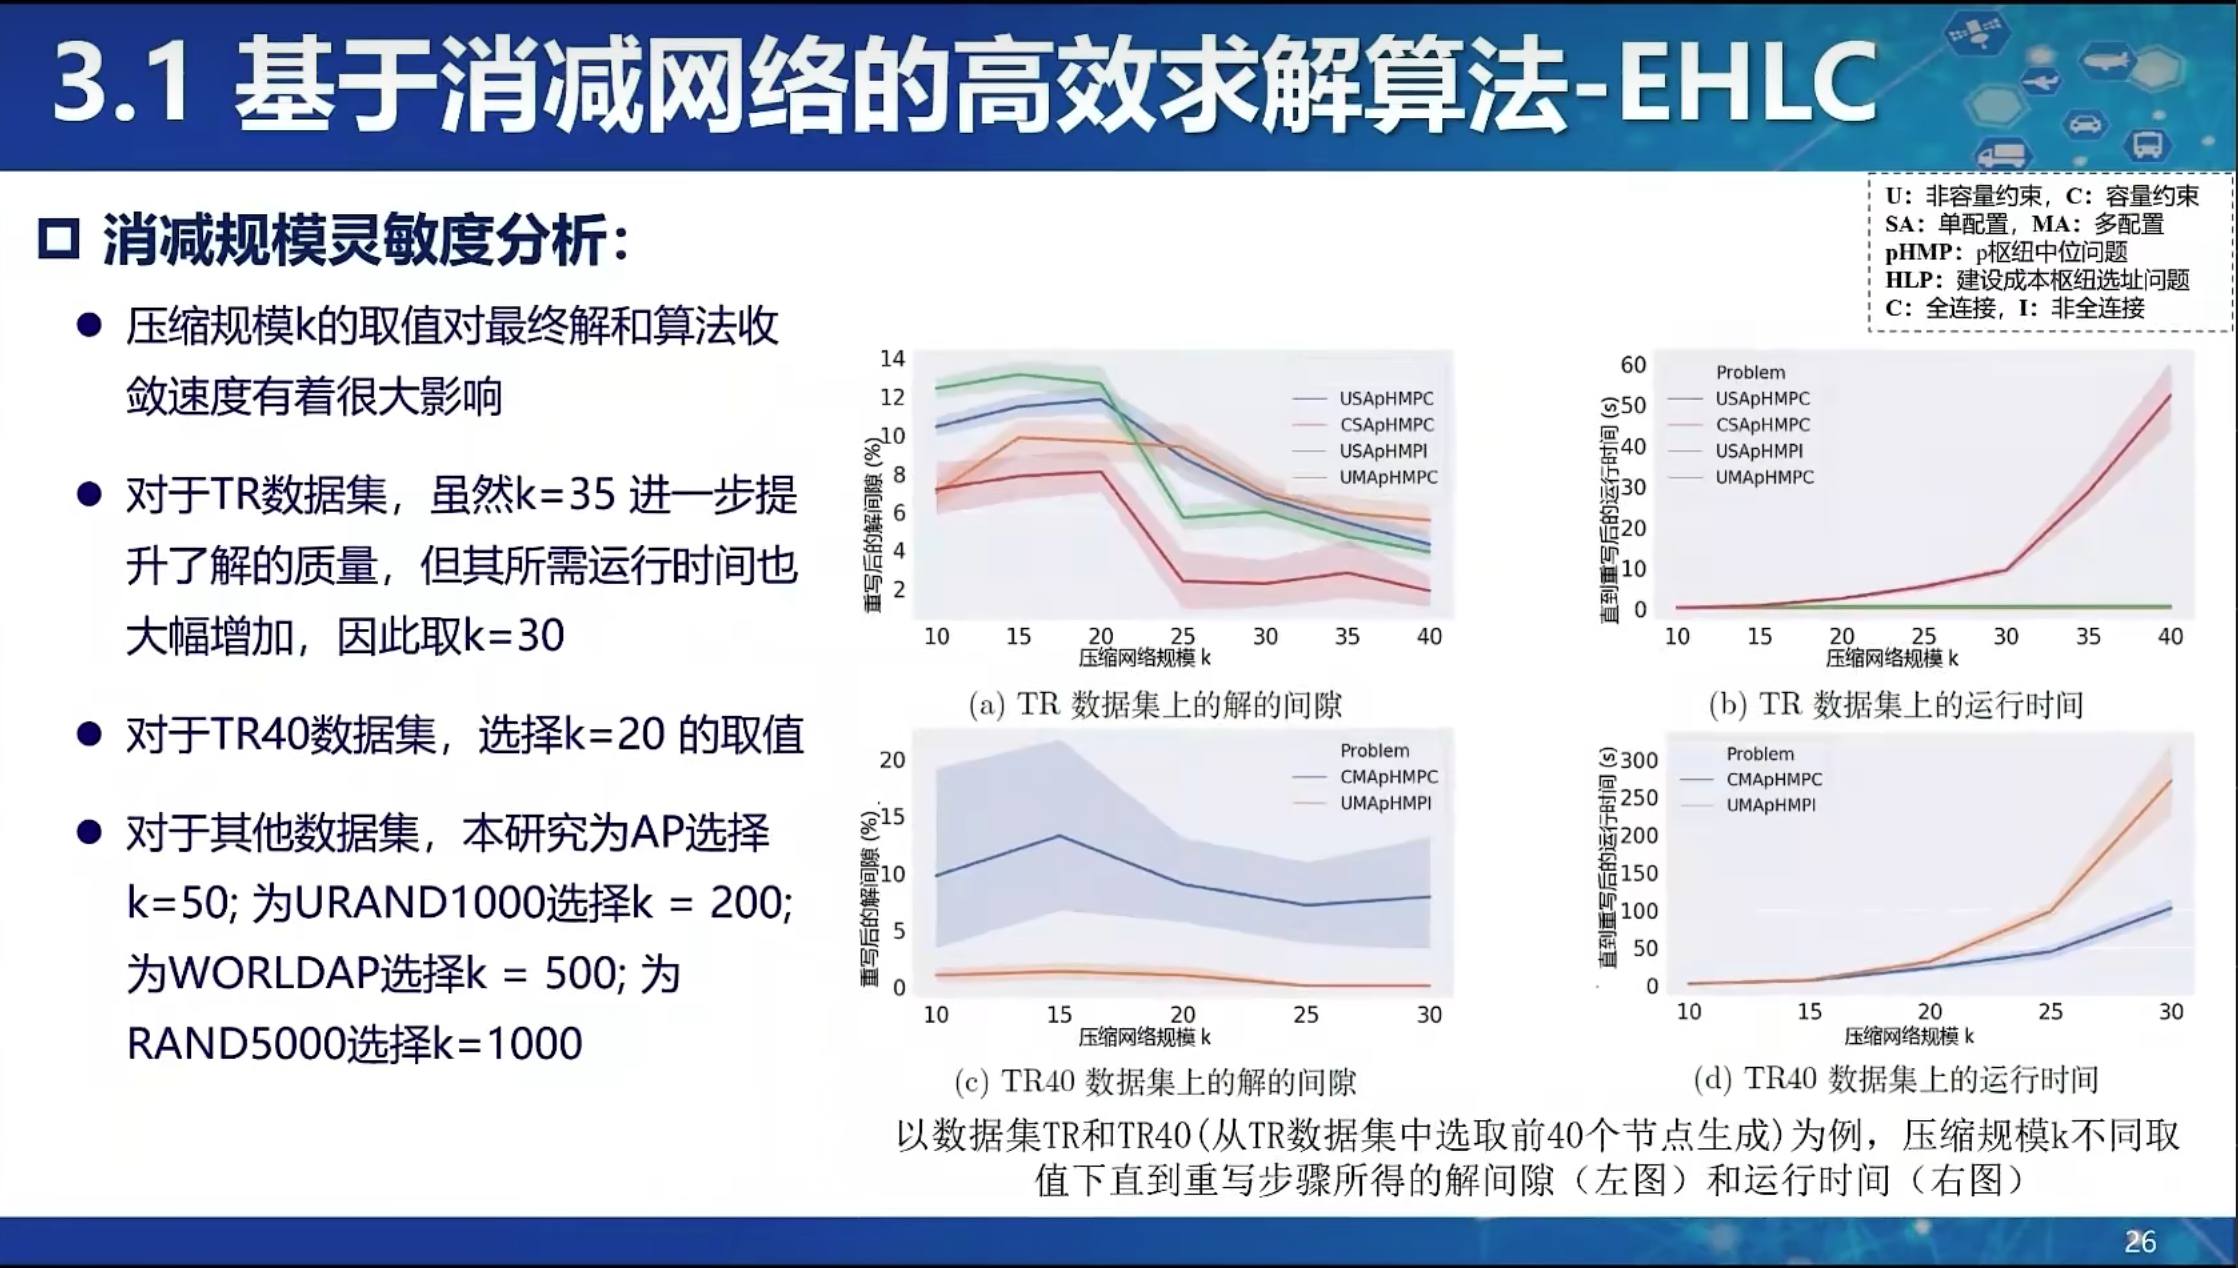 3.1 基于消减网络的高效求解算法-EHLC
U：非容量约束，C：容量约束
SA：单配置，MA：多配置
pHMP：p枢纽中位问题
HLP：建设成本枢纽选址问题
C：全连接，I：非全连接
消减规模灵敏度分析：
压缩规模k的取值对最终解和算法收
敛速度有着很大影响
对于TR数据集，虽然k=35 进一步提
升了解的质量，但其所需运行时间也
大幅增加，因此取k=30
对于TR40数据集，选择k=20 的取值
对于其他数据集，本研究为AP选择
k=50; 为URAND1000选择k = 200;
为WORLDAP选择k = 500; 为
RAND5000选择k=1000
重写后的解间隙 (%)
14
12
10
8
6
4
2
USApHMPC
CSApHMPC
USApHMPI
UMApHMPC
10 15 20 25 30 35 40
压缩网络规模 k
(a) TR 数据集上的解的间隙
直到重写后的运行时间 (s)
60
50
40
30
20
10
0
Problem
USApHMPC
CSApHMPC
USApHMPI
UMApHMPC
10 15 20 25 30 35 40
压缩网络规模 k
(b) TR 数据集上的运行时间
重写后的解间隙 (%)
20
15
10
5
0
Problem
CMApHMPC
UMApHMPI
10 15 20 25 30
压缩网络规模 k
(c) TR40 数据集上的解的间隙
直到重写后的运行时间 (s)
300
250
200
150
100
50
0
Problem
CMApHMPC
UMApHMPI
10 15 20 25 30
压缩网络规模 k
(d) TR40 数据集上的运行时间
以数据集TR和TR40(从TR数据集中选取前40个节点生成)为例，压缩规模k不同取
值下直到重写步骤所得的解间隙（左图）和运行时间（右图）
26